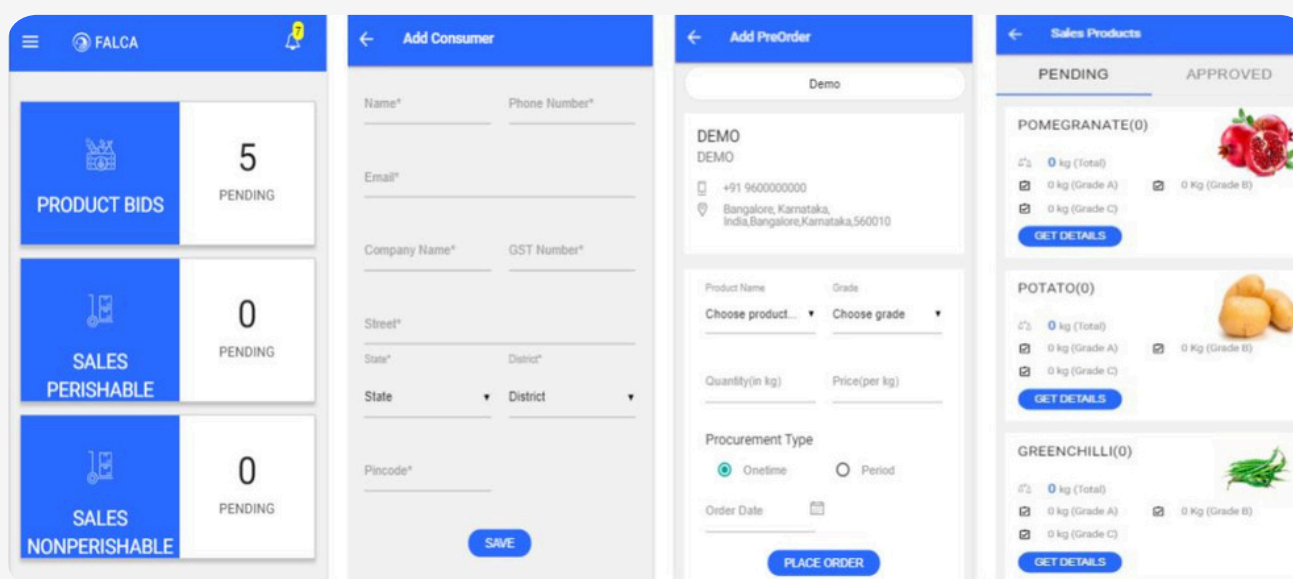 FALCA
7
PRODUCT BIDS
5
PENDING
SALES
PERISHABLE
0
PENDING
SALES
NONPERISHABLE
0
PENDING
Add Consumer
Name* Phone Number*
Email*
Company Name* GST Number*
Street*
State* District*
State District
Pincode*
SAVE
Add PreOrder
Demo
DEMO
DEMO
+91 9600000000
Bangalore, Karnataka,
India,Bangalore,Karnataka,560010
Product Name Grade
Choose product... Choose grade
Quantity(in kg) Price(per kg)
Procurement Type
Onetime Period
Order Date
PLACE ORDER
Sales Products
PENDING APPROVED
POMEGRANATE(0)
0 kg (Total)
0 kg (Grade A) 0 Kg (Grade B)
0 kg (Grade C)
GET DETAILS
POTATO(0)
0 kg (Total)
0 kg (Grade A) 0 Kg (Grade B)
0 kg (Grade C)
GET DETAILS
GREENCHILLI(0)
0 kg (Total)
0 kg (Grade A) 0 Kg (Grade B)
0 kg (Grade C)
GET DETAILS